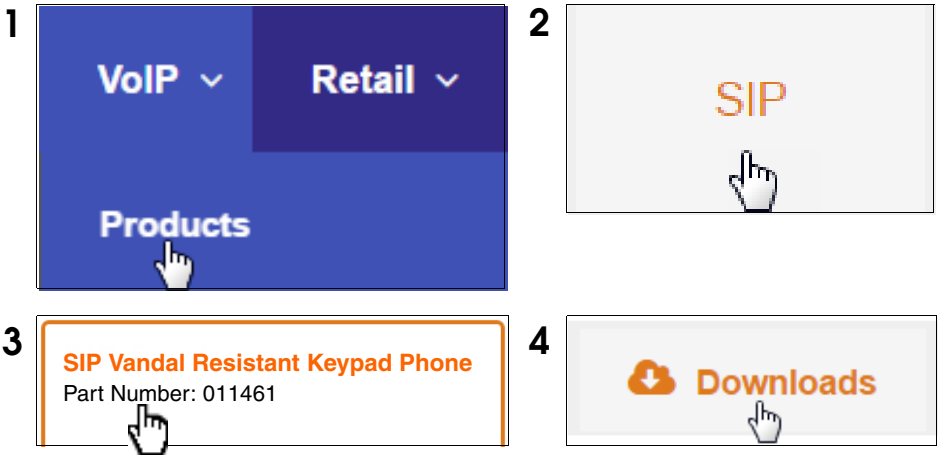 1
VoIP Retail
Products
2
SIP
3
SIP Vandal Resistant Keypad Phone
Part Number: 011461
4
Downloads